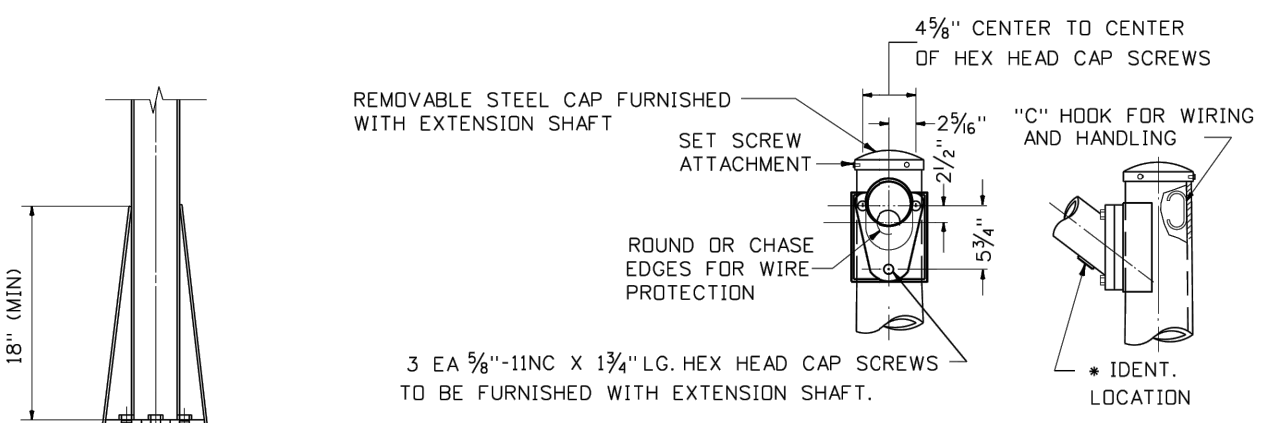 4⅝" CENTER TO CENTER
OF HEX HEAD CAP SCREWS
REMOVABLE STEEL CAP FURNISHED
WITH EXTENSION SHAFT
2⁵⁄₁₆"
"C" HOOK FOR WIRING
AND HANDLING
SET SCREW
ATTACHMENT
2½"
5¾"
ROUND OR CHASE
EDGES FOR WIRE
PROTECTION
18" (MIN)
3 EA ⅝"-11NC X 1¾" LG. HEX HEAD CAP SCREWS
TO BE FURNISHED WITH EXTENSION SHAFT.
* IDENT.
LOCATION